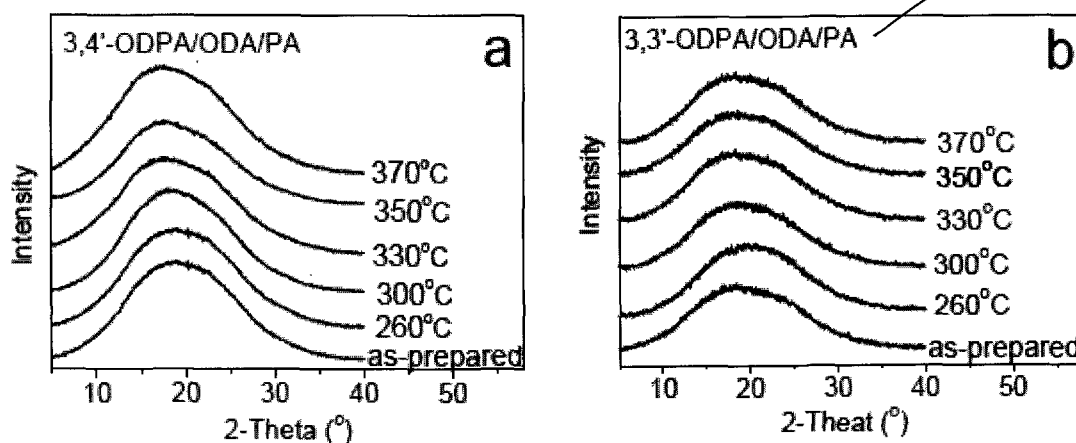 3,4'-ODPA/ODA/PA
a
370°C
350°C
330°C
300°C
260°C
as-prepared
Intensity
10 20 30 40 50
2-Theta (°)
3,3'-ODPA/ODA/PA
b
370°C
350°C
330°C
300°C
260°C
as-prepared
Intensity
10 20 30 40 50
2-Theat (°)